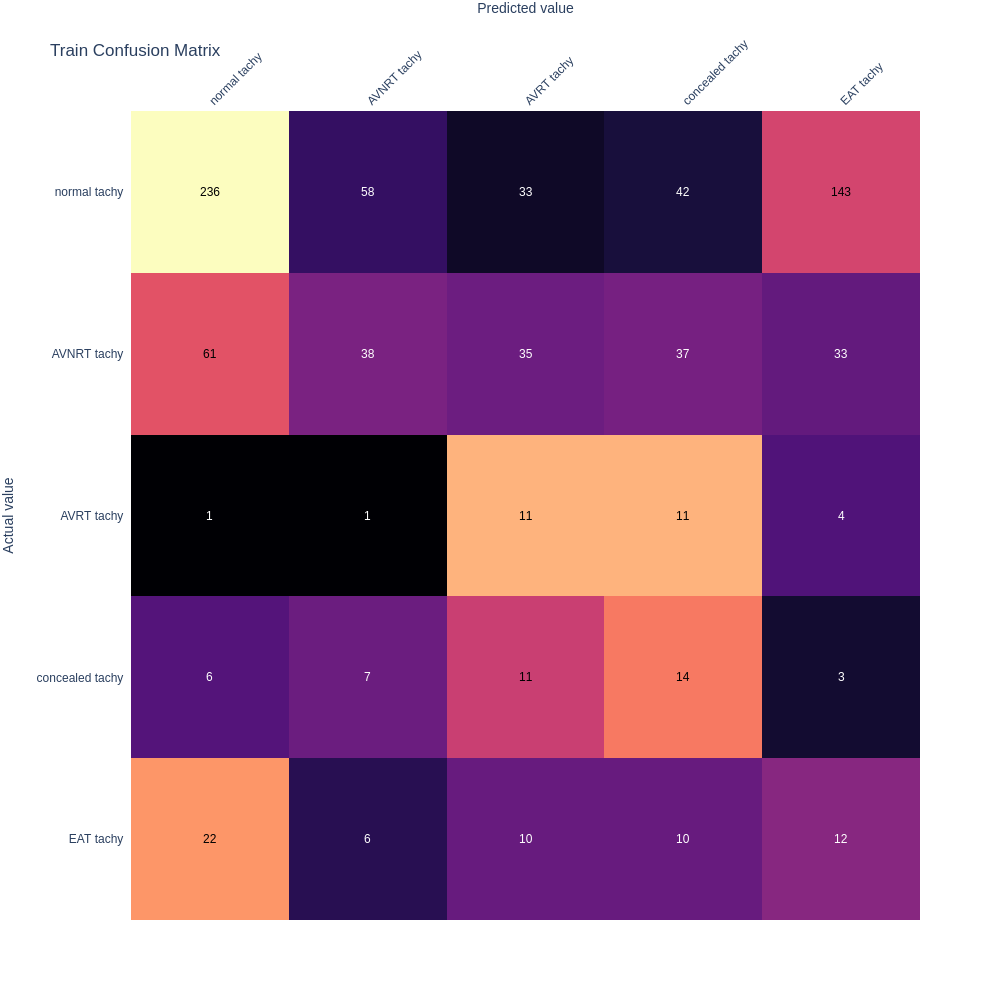 Predicted value
Train Confusion Matrix
normal tachy AVNRT tachy AVRT tachy concealed tachy EAT tachy
normal tachy 236 58 33 42 143
AVNRT tachy 61 38 35 37 33
Actual value
AVRT tachy 1 1 11 11 4
concealed tachy 6 7 11 14 3
EAT tachy 22 6 10 10 12